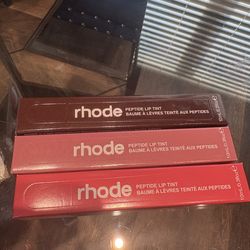 rhode
PEPTIDE LIP TINT
BAUME À LÈVRES TEINTÉ AUX PEPTIDES
rhode
PEPTIDE LIP TINT
BAUME À LÈVRES TEINTÉ AUX PEPTIDES
rhode
PEPTIDE LIP TINT
BAUME À LÈVRES TEINTÉ AUX PEPTIDES